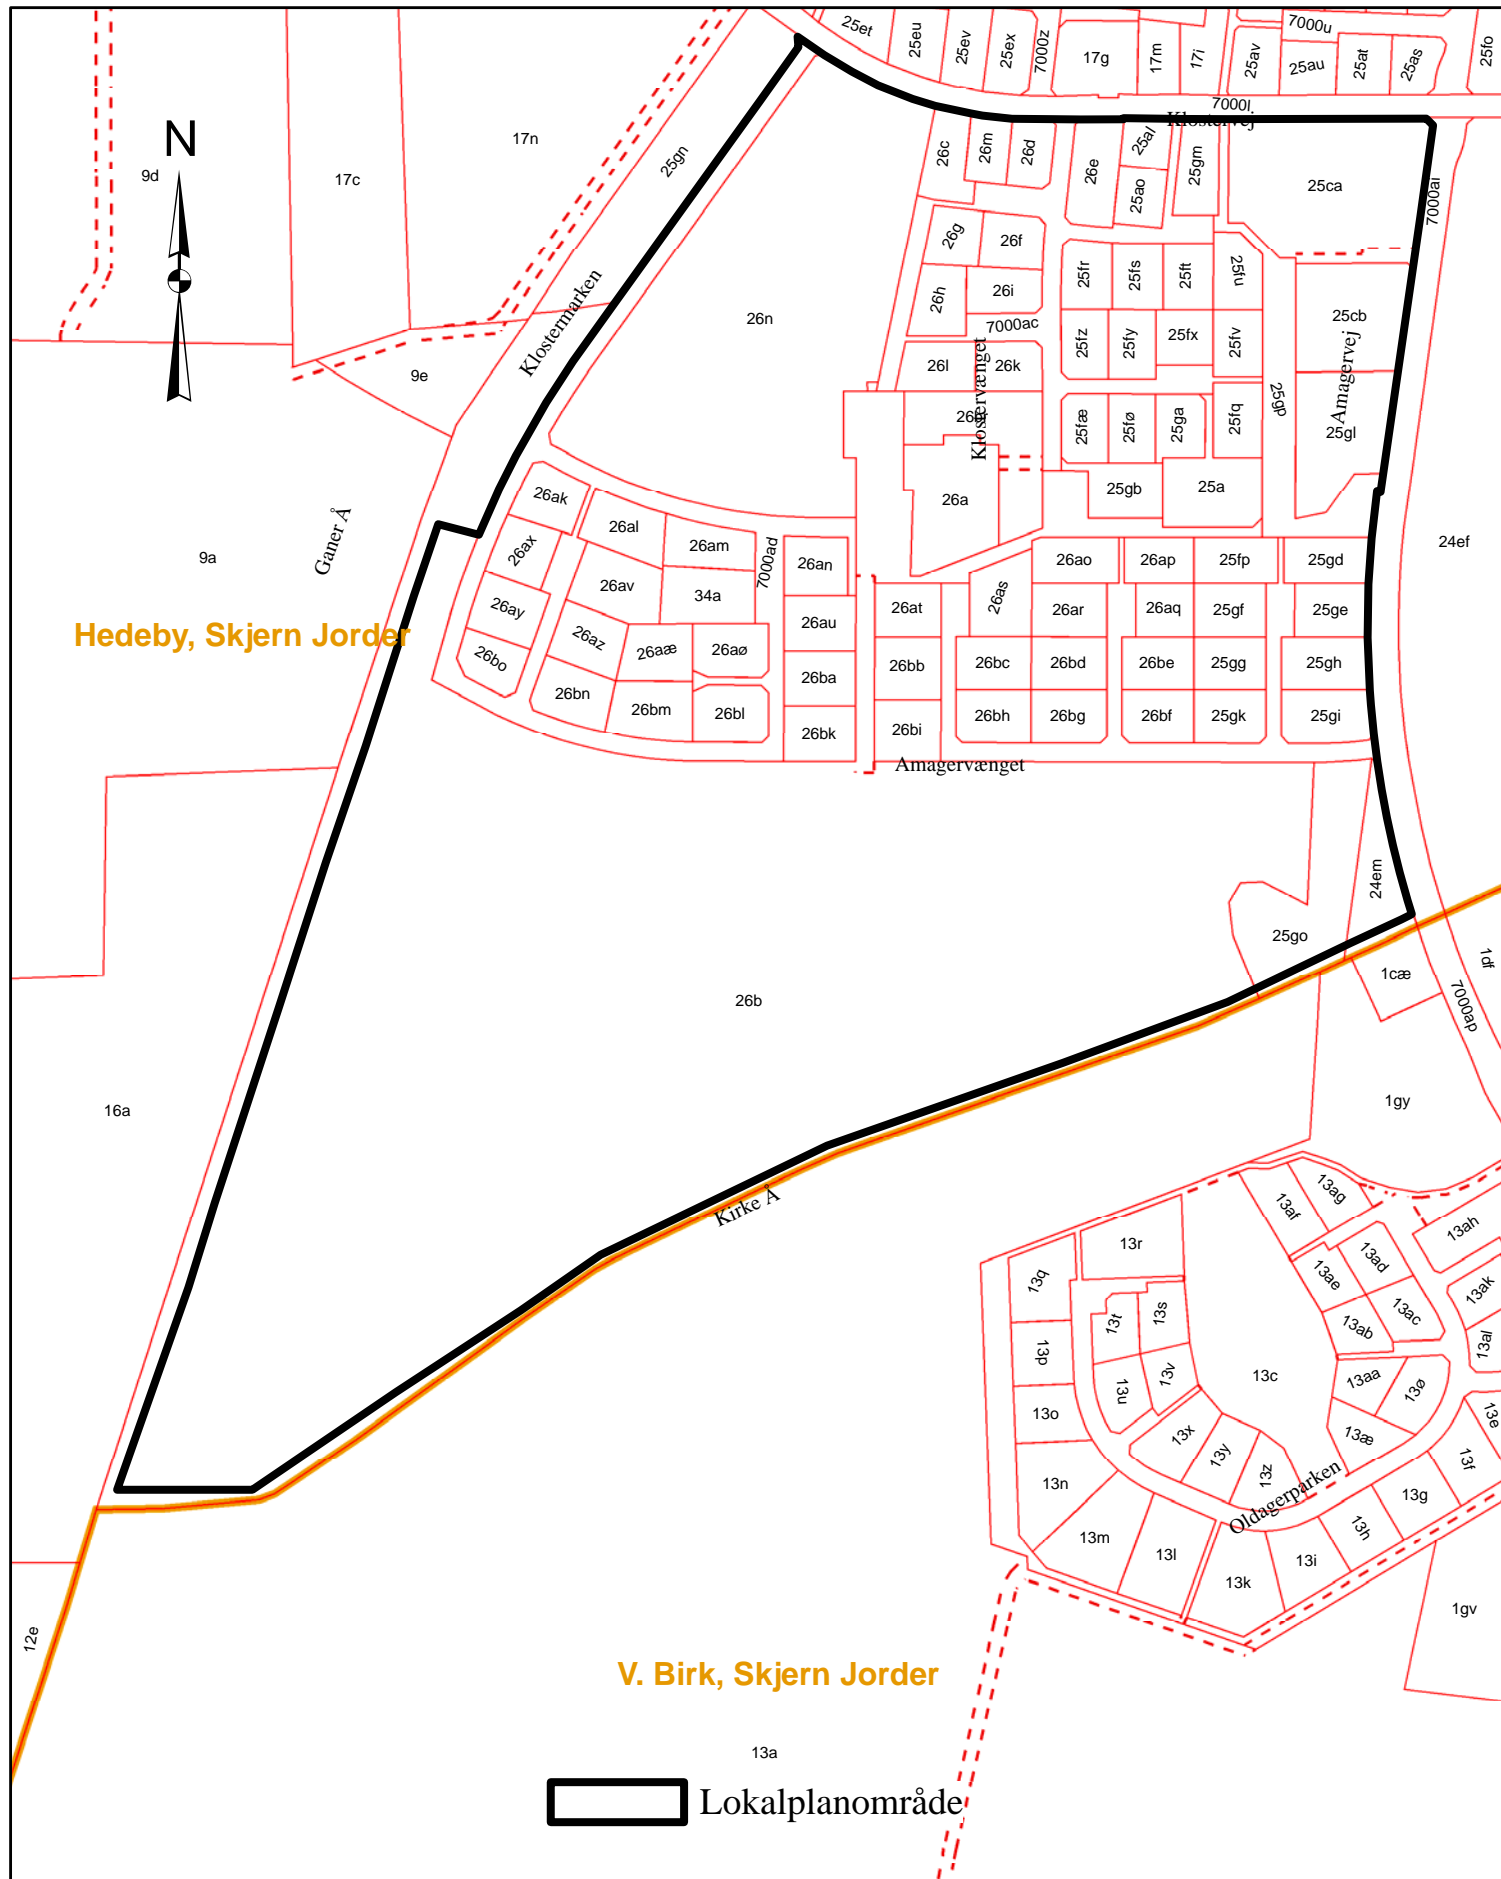 25et
25eu
25ev
25ex
7000z
17g
17m
17i
7000u
25av
25au
25at
25as
25fo
7000l
Klostervej
N
9d
17c
17n
25gn
26c
26m
26d
26e
25al
25ao
25gm
25ca
7000ai
26g
26f
26h
26i
7000ac
25fr
25fs
25ft
25fu
26n
Klostermarken
25fz
25fy
25fx
25fv
25cb
Amagervej
9e
26l
26k
Klostervænget
25gp
25fæ
25fø
25ga
25fq
25gl
26a
25gb
25a
26ak
26al
26am
7000ad
26an
26ax
26av
34a
9a
Ganer Å
24ef
26ao
26ap
25fp
25gd
26as
26at
26ar
26aq
25gf
25ge
26ay
26az
26aæ
26aø
26au
Hedeby, Skjern Jorder
26bo
26bn
26bm
26bl
26ba
26bk
26bb
26bc
26bd
26be
25gg
25gh
26bi
26bh
26bg
26bf
25gk
25gi
Amagervænget
24em
25go
1cæ
1df
7000ap
26b
16a
1gy
Kirke Å
13r
13q
13af
13ag
13ah
13ae
13ad
13ak
13t
13s
13ab
13ac
13al
13p
13u
13v
13c
13aa
13ø
13o
13x
13y
13z
13æ
13e
13f
13n
Oldagerparken
13g
13m
13l
13k
13i
13h
1gv
12e
V. Birk, Skjern Jorder
13a
Lokalplanområde